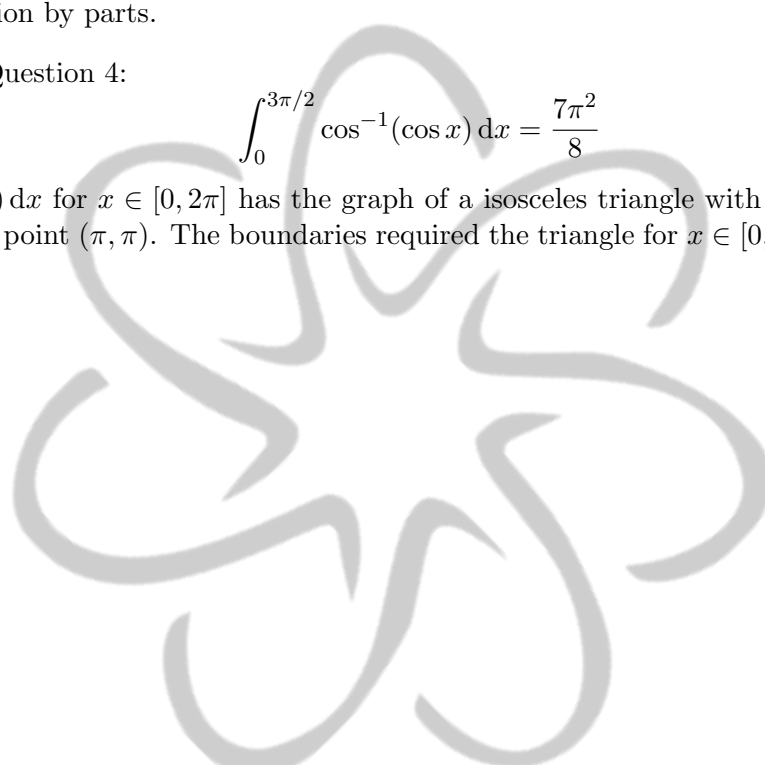 ion by parts.
Question 4:
∫_0^{3π/2} cos^{-1}(cos x) dx = 7π^2/8
) dx for x ∈ [0, 2π] has the graph of a isosceles triangle with
point (π, π). The boundaries required the triangle for x ∈ [0,